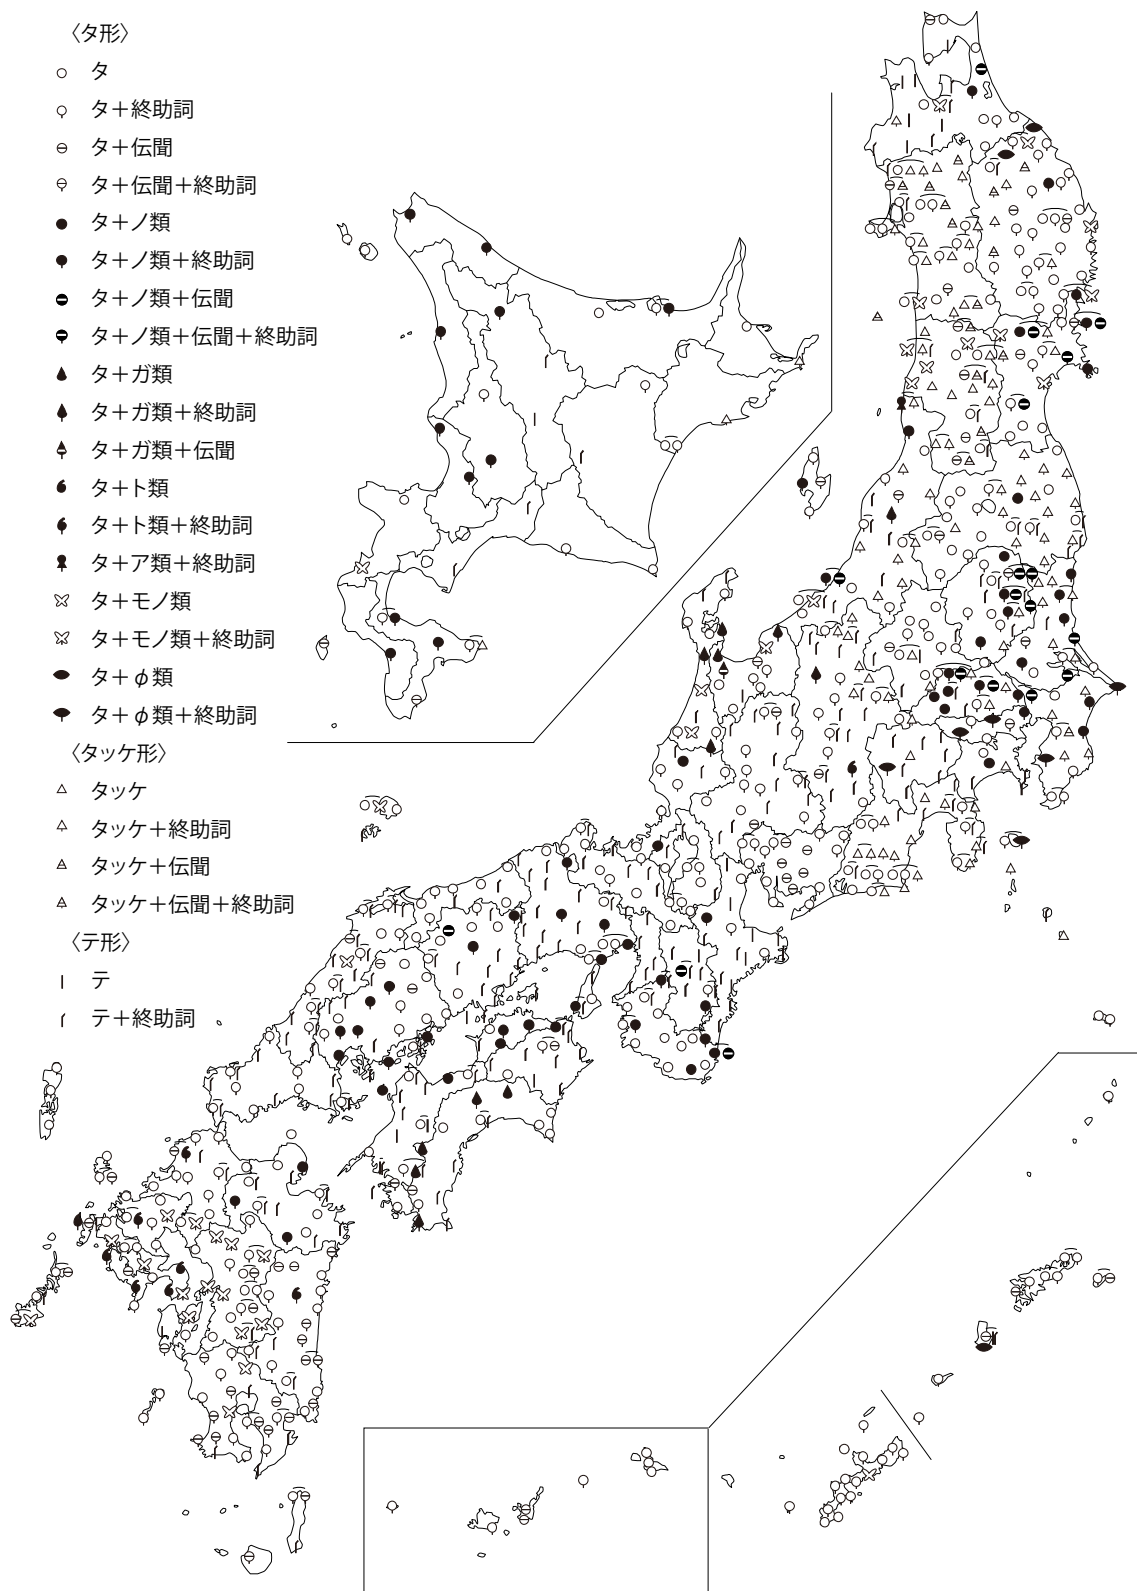 〈タ形〉
タ
タ+終助詞
タ+伝聞
タ+伝聞+終助詞
タ+ノ類
タ+ノ類+終助詞
タ+ノ類+伝聞
タ+ノ類+伝聞+終助詞
タ+ガ類
タ+ガ類+終助詞
タ+ガ類+伝聞
タ+ト類
タ+ト類+終助詞
タ+ア類+終助詞
タ+モノ類
タ+モノ類+終助詞
タ+φ類
タ+φ類+終助詞
〈タッケ形〉
タッケ
タッケ+終助詞
タッケ+伝聞
タッケ+伝聞+終助詞
〈テ形〉
テ
テ+終助詞